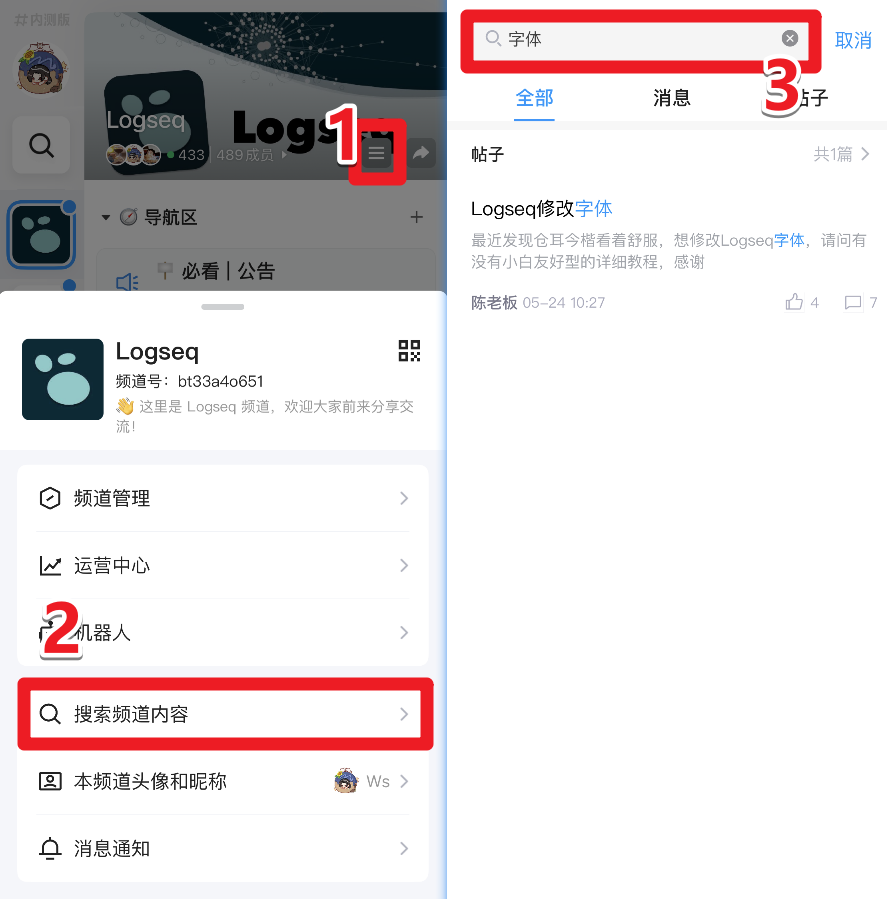 #内测版
Logseq
Logseq
433 | 489成员
1
导航区
必看 | 公告
Logseq
频道号：bt33a4o651
👋 这里是 Logseq 频道，欢迎大家前来分享交
流！
频道管理
运营中心
2
机器人
搜索频道内容
本频道头像和昵称
Ws
消息通知
字体
取消
3
全部
消息
帖子
帖子
共1篇
Logseq修改字体
最近发现仓耳今楷看着舒服，想修改Logseq字体，请问有
没有小白友好型的详细教程，感谢
陈老板 05-24 10:27
4
7